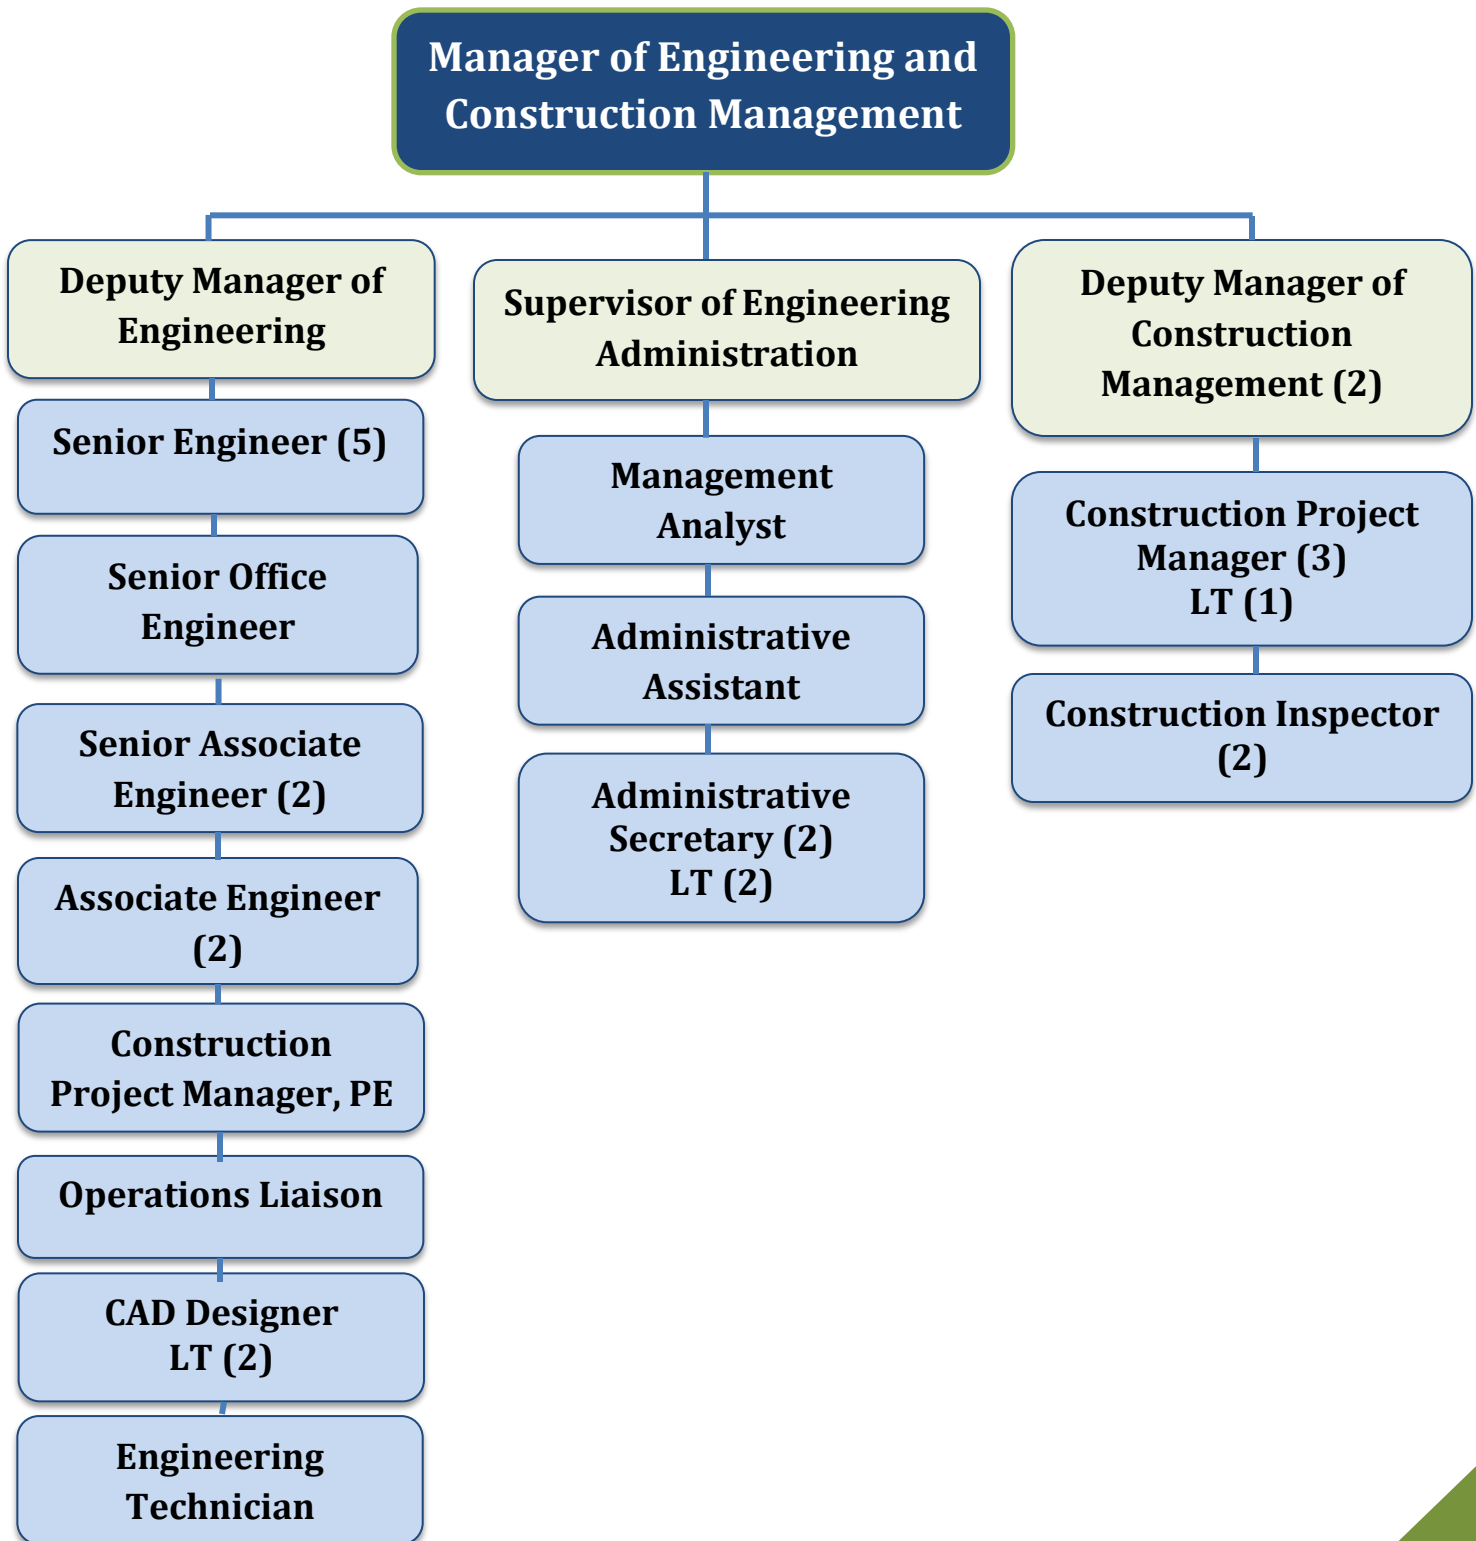 Manager of Engineering and
Construction Management
Deputy Manager of
Engineering
Senior Engineer (5)
Senior Office
Engineer
Senior Associate
Engineer (2)
Associate Engineer
(2)
Construction
Project Manager, PE
Operations Liaison
CAD Designer
LT (2)
Engineering
Technician
Supervisor of Engineering
Administration
Management
Analyst
Administrative
Assistant
Administrative
Secretary (2)
LT (2)
Deputy Manager of
Construction
Management (2)
Construction Project
Manager (3)
LT (1)
Construction Inspector
(2)